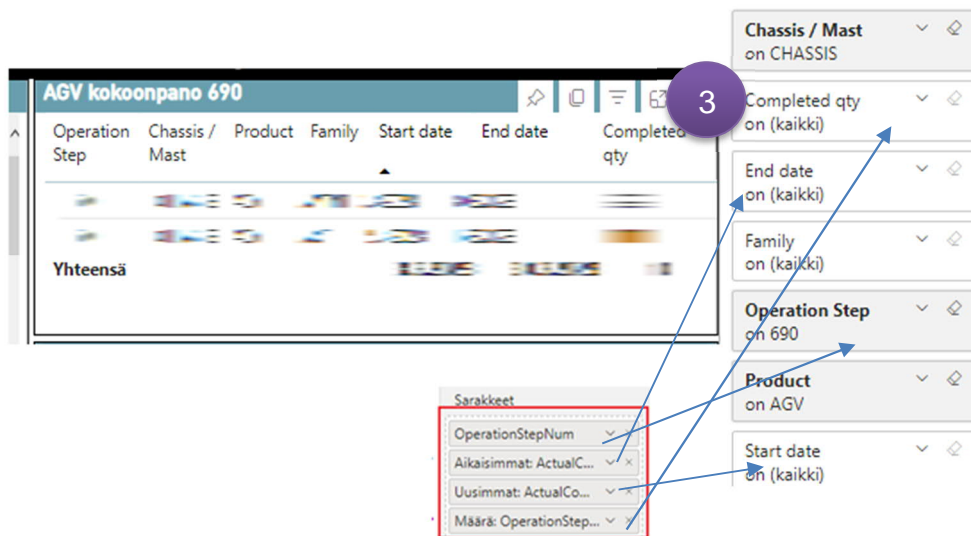 AGV kokoonpano 690
Operation Step
Chassis / Mast
Product
Family
Start date
End date
Completed qty
Yhteensä
3
Chassis / Mast
on CHASSIS
Completed qty
on (kaikki)
End date
on (kaikki)
Family
on (kaikki)
Operation Step
on 690
Product
on AGV
Start date
on (kaikki)
Sarakkeet
OperationStepNum
Aikaisimmat: ActualC...
Uusimmat: ActualCo...
Määrä: OperationStep...